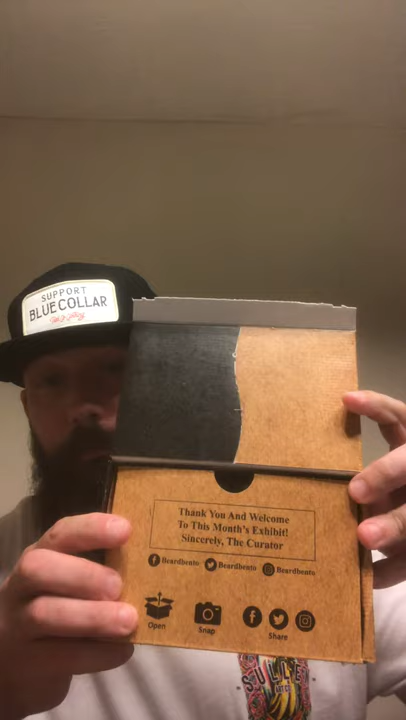 SUPPORT
BLUE COLLAR
Thank You And Welcome
To This Month's Exhibit!
Sincerely, The Curator
Beardbento Beardbento Beardbento
Open Snap Share
SULLEN